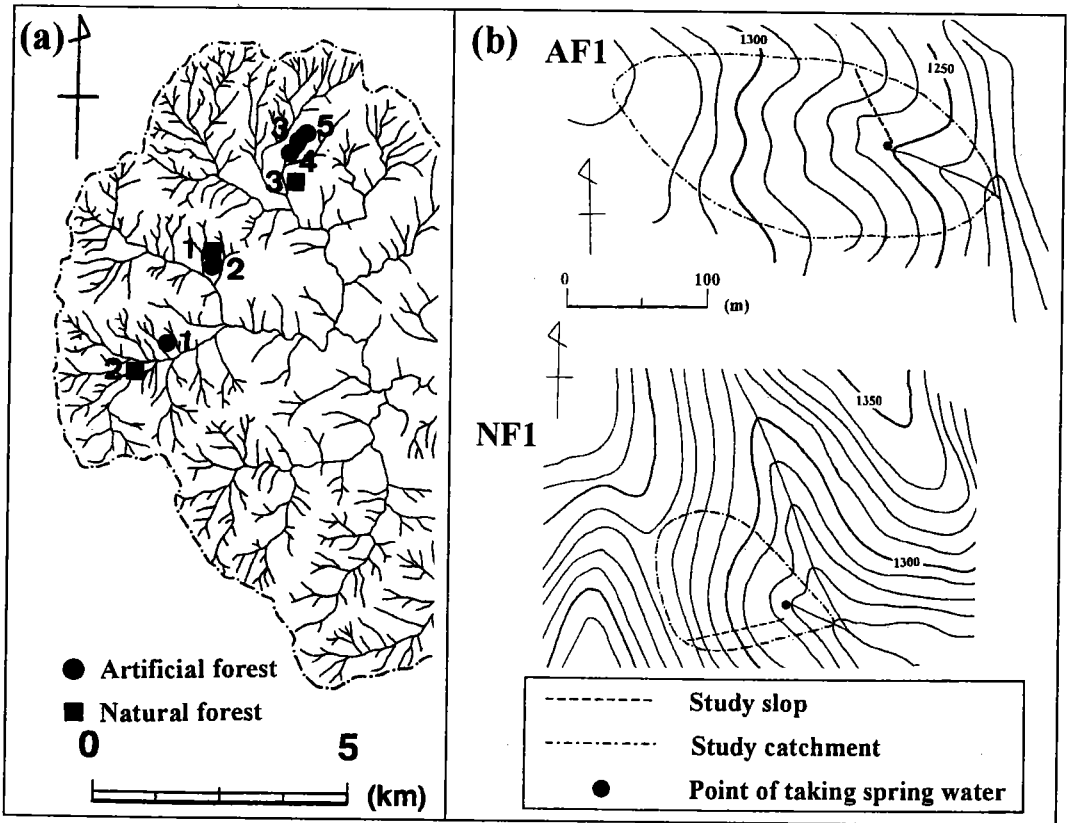 (a)
3 5
4
3
1
2
1
2
Artificial forest
Natural forest
0 5
(km)
(b)
AF1
1300
1250
0 100
(m)
NF1
1350
1300
Study slop
Study catchment
Point of taking spring water